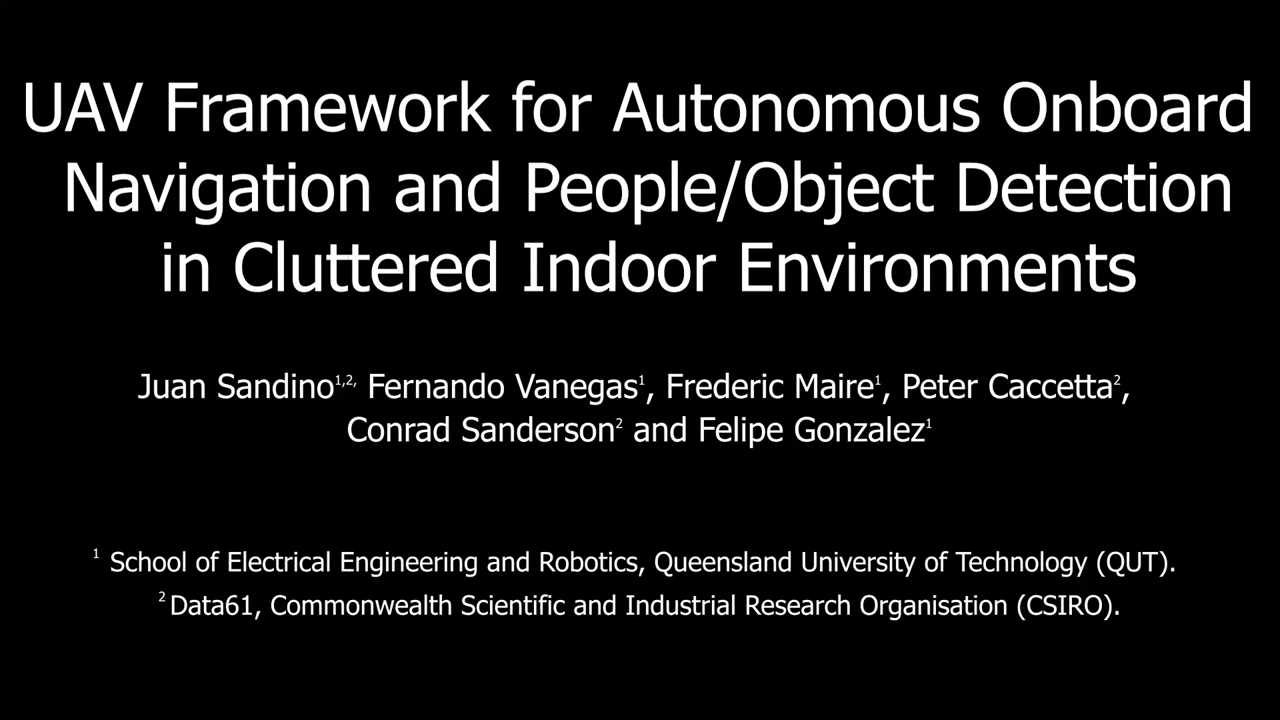 UAV Framework for Autonomous Onboard
Navigation and People/Object Detection
in Cluttered Indoor Environments
Juan Sandino¹,², Fernando Vanegas¹, Frederic Maire¹, Peter Caccetta²,
Conrad Sanderson² and Felipe Gonzalez¹
¹ School of Electrical Engineering and Robotics, Queensland University of Technology (QUT).
² Data61, Commonwealth Scientific and Industrial Research Organisation (CSIRO).